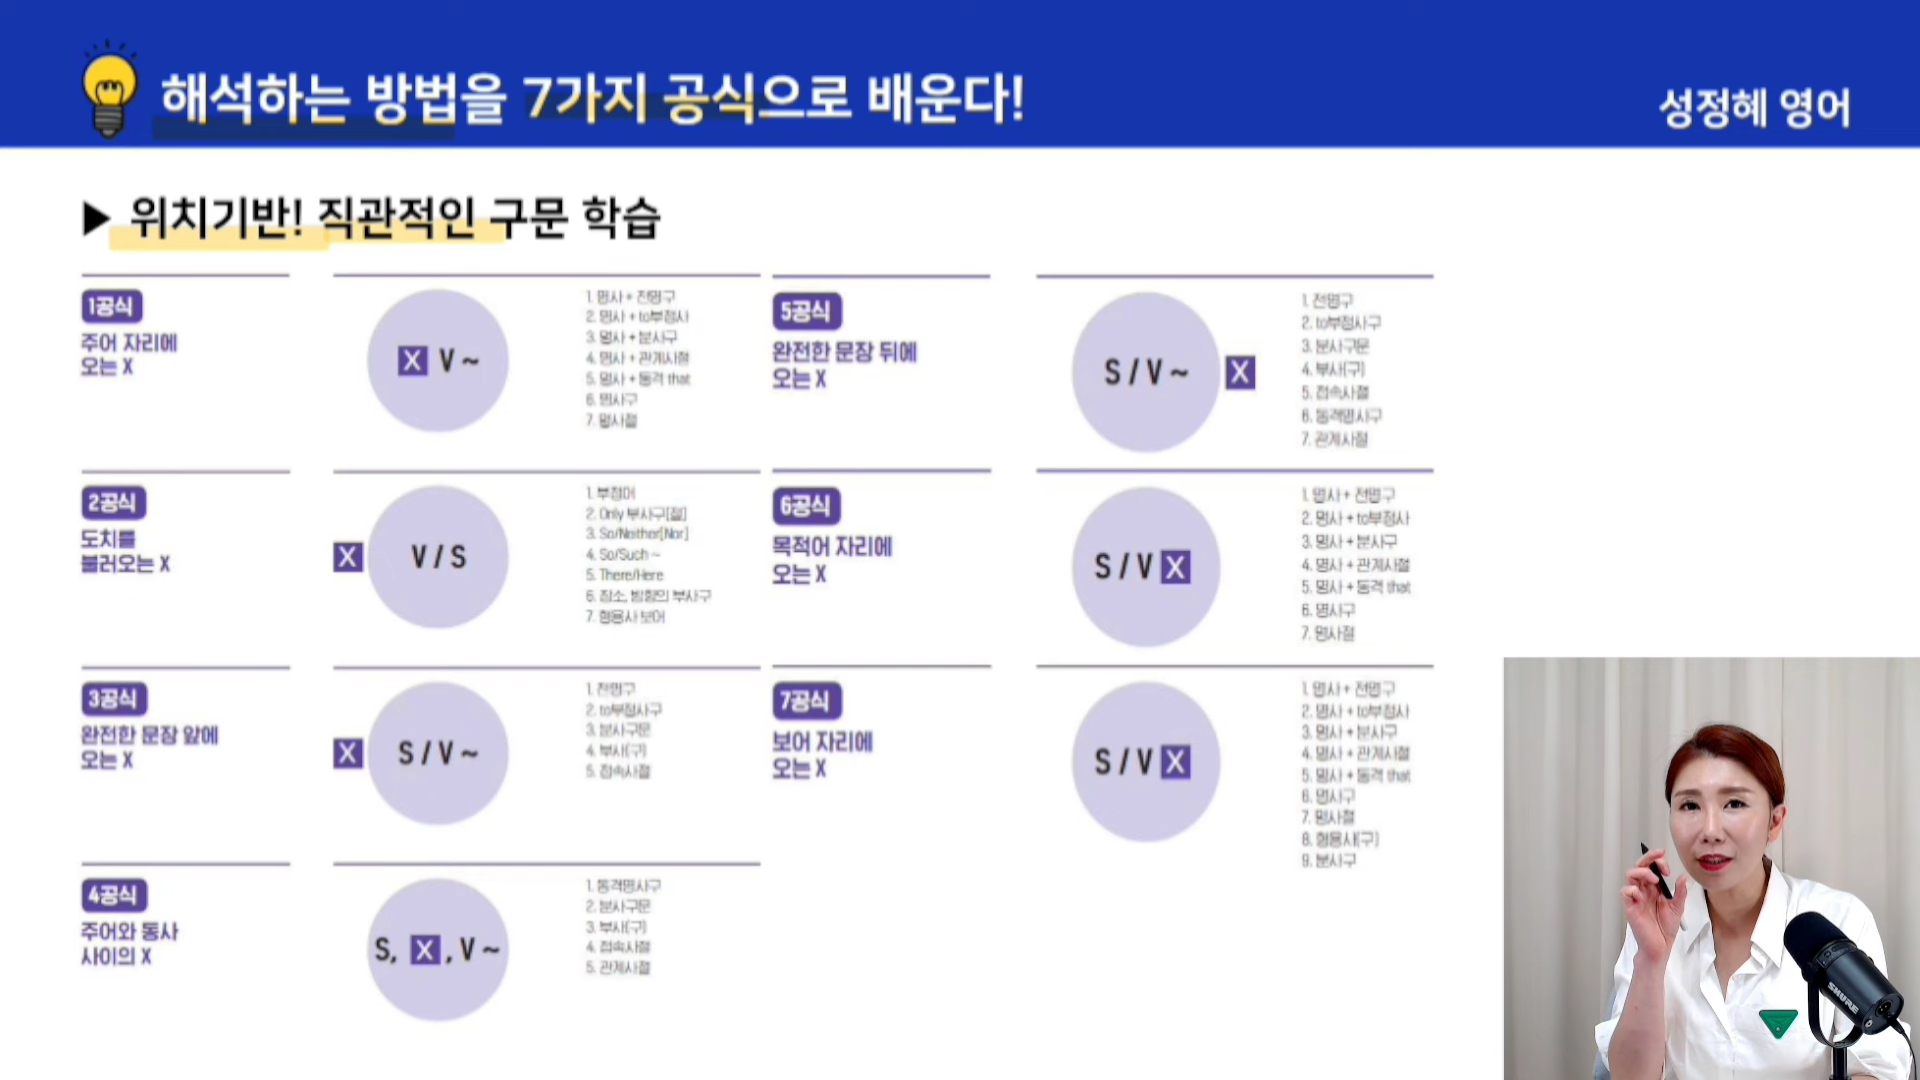 해석하는 방법을 7가지 공식으로 배운다!
성정혜 영어
▶ 위치기반! 직관적인 구문 학습
1공식
주어 자리에
오는 X
X V ~
1. 명사 + 전명구
2. 명사 + to부정사
3. 명사 + 분사구
4. 명사 + 관계사절
5. 명사 + 동격 that
6. 명사구
7. 명사절
2공식
도치를
불러오는 X
X V / S
1. 부정어
2. Only 부사구[절]
3. So/Neither[Nor]
4. So/Such ~
5. There/Here
6. 장소, 방향의 부사구
7. 형용사 보어
3공식
완전한 문장 앞에
오는 X
X S / V ~
1. 전명구
2. to부정사구
3. 분사구문
4. 부사(구)
5. 접속사절
4공식
주어와 동사
사이의 X
S, X , V ~
1. 동격명사구
2. 분사구문
3. 부사(구)
4. 접속사절
5. 관계사절
5공식
완전한 문장 뒤에
오는 X
S / V ~ X
1. 전명구
2. to부정사구
3. 분사구문
4. 부사(구)
5. 접속사절
6. 동격명사구
7. 관계사절
6공식
목적어 자리에
오는 X
S / V X
1. 명사 + 전명구
2. 명사 + to부정사
3. 명사 + 분사구
4. 명사 + 관계사절
5. 명사 + 동격 that
6. 명사구
7. 명사절
7공식
보어 자리에
오는 X
S / V X
1. 명사 + 전명구
2. 명사 + to부정사
3. 명사 + 분사구
4. 명사 + 관계사절
5. 명사 + 동격 that
6. 명사구
7. 명사절
8. 형용사(구)
9. 분사구
SHURE